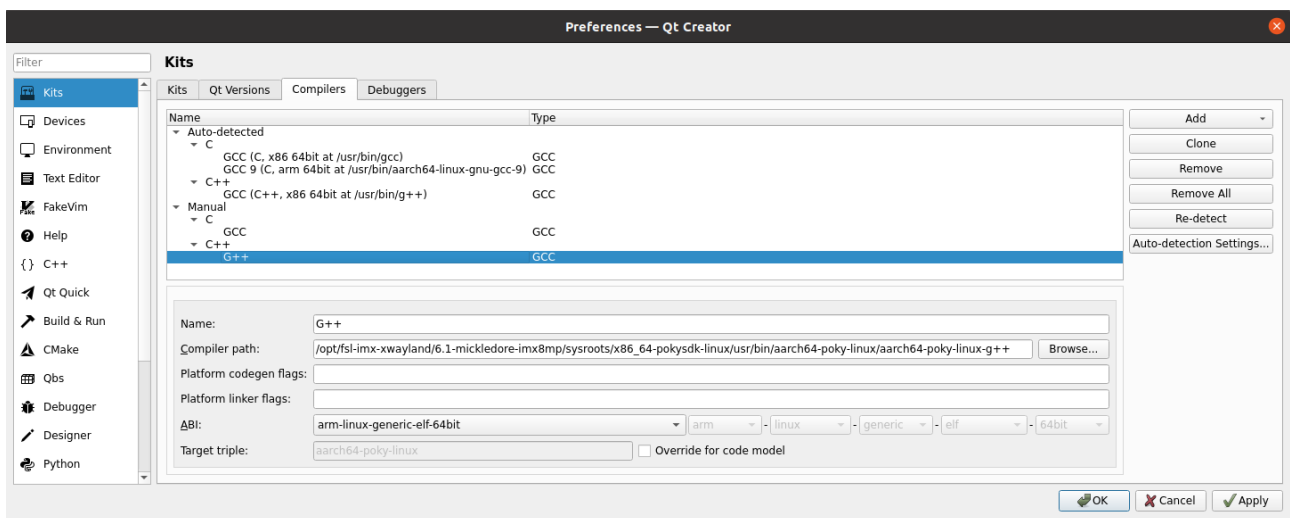 Preferences — Qt Creator
Filter
Kits
Devices
Environment
Text Editor
FakeVim
Help
{} C++
Qt Quick
Build & Run
CMake
Qbs
Debugger
Designer
Python
Kits
Kits Qt Versions Compilers Debuggers
Name Type
Auto-detected
C
GCC (C, x86 64bit at /usr/bin/gcc) GCC
GCC 9 (C, arm 64bit at /usr/bin/aarch64-linux-gnu-gcc-9) GCC
C++
GCC (C++, x86 64bit at /usr/bin/g++) GCC
Manual
C
GCC GCC
C++
G++ GCC
Add
Clone
Remove
Remove All
Re-detect
Auto-detection Settings...
Name: G++
Compiler path: /opt/fsl-imx-xwayland/6.1-mickledore-imx8mp/sysroots/x86_64-pokysdk-linux/usr/bin/aarch64-poky-linux/aarch64-poky-linux-g++ Browse...
Platform codegen flags:
Platform linker flags:
ABI: arm-linux-generic-elf-64bit arm - linux - generic - elf - 64bit
Target triple: aarch64-poky-linux Override for code model
OK Cancel Apply